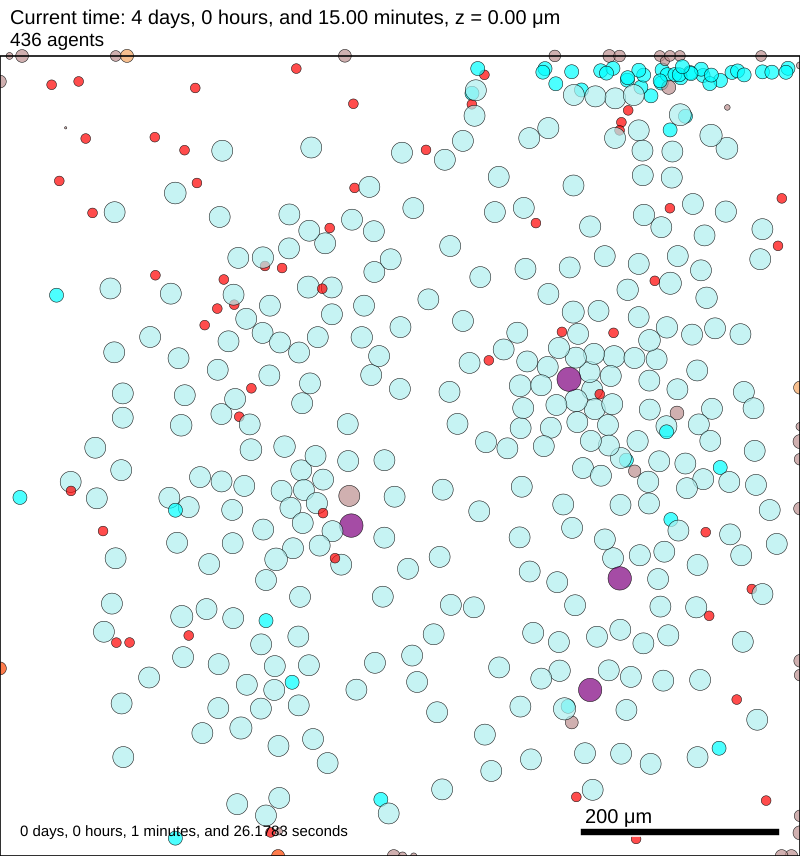 Current time: 4 days, 0 hours, and 15.00 minutes, z = 0.00 μm
436 agents
200 μm
0 days, 0 hours, 1 minutes, and 26.1783 seconds